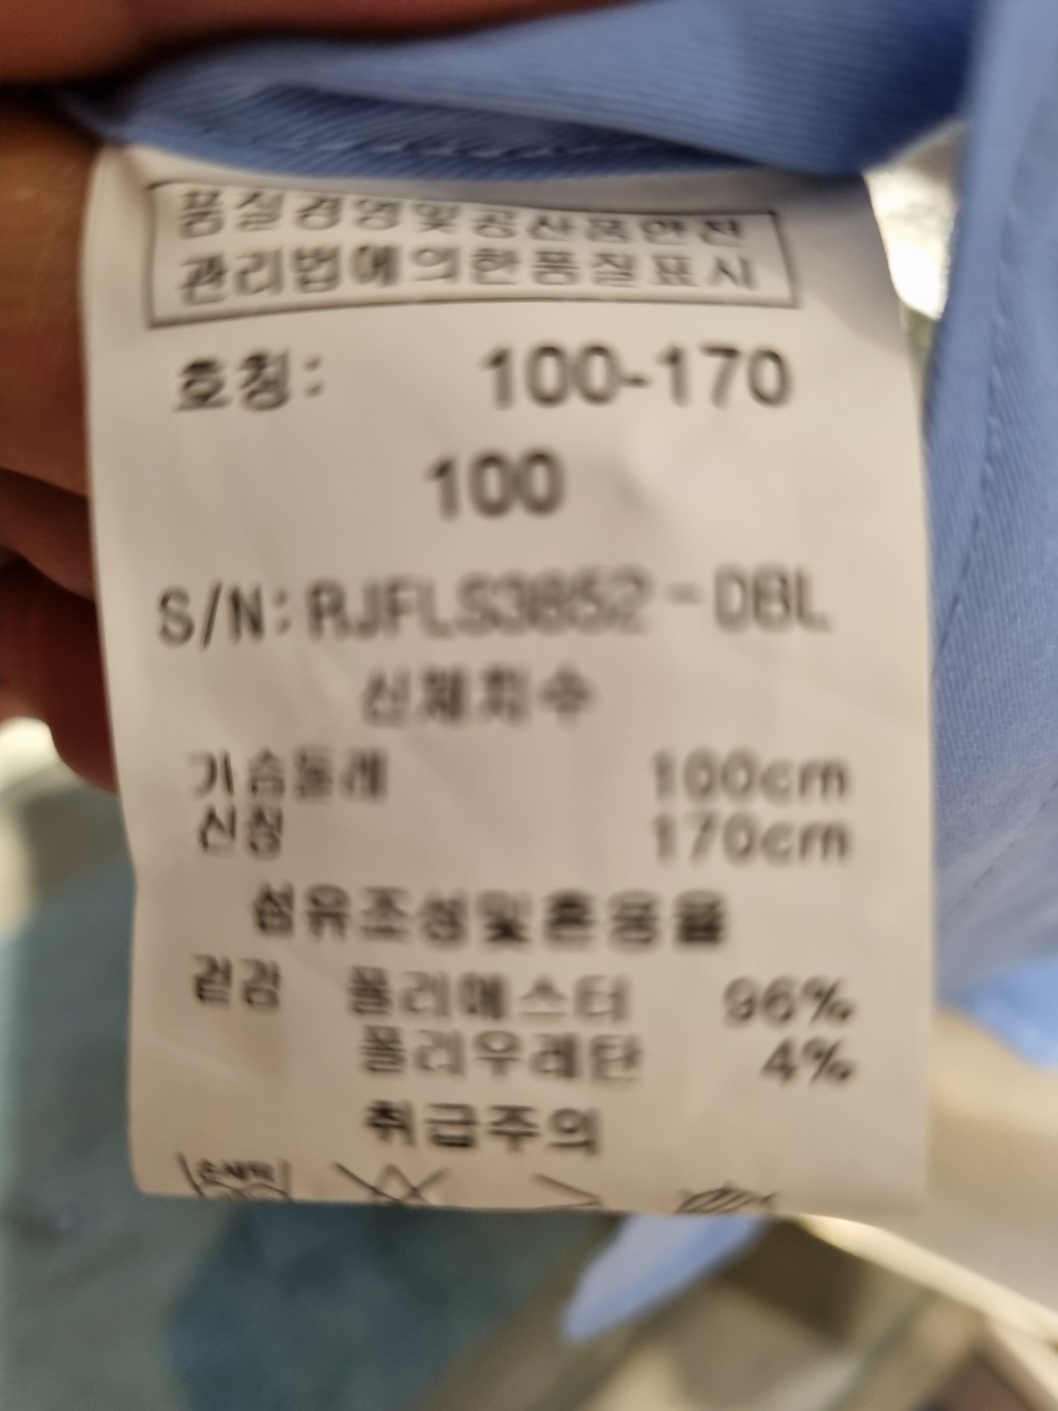 품질경영및공산품안전
관리법에의한품질표시
호칭: 100-170
100
S/N: RJFLS3852-DBL
신체치수
가슴둘레 100cm
신장 170cm
섬유조성및혼용률
겉감 폴리에스터 96%
폴리우레탄 4%
취급주의
손세탁